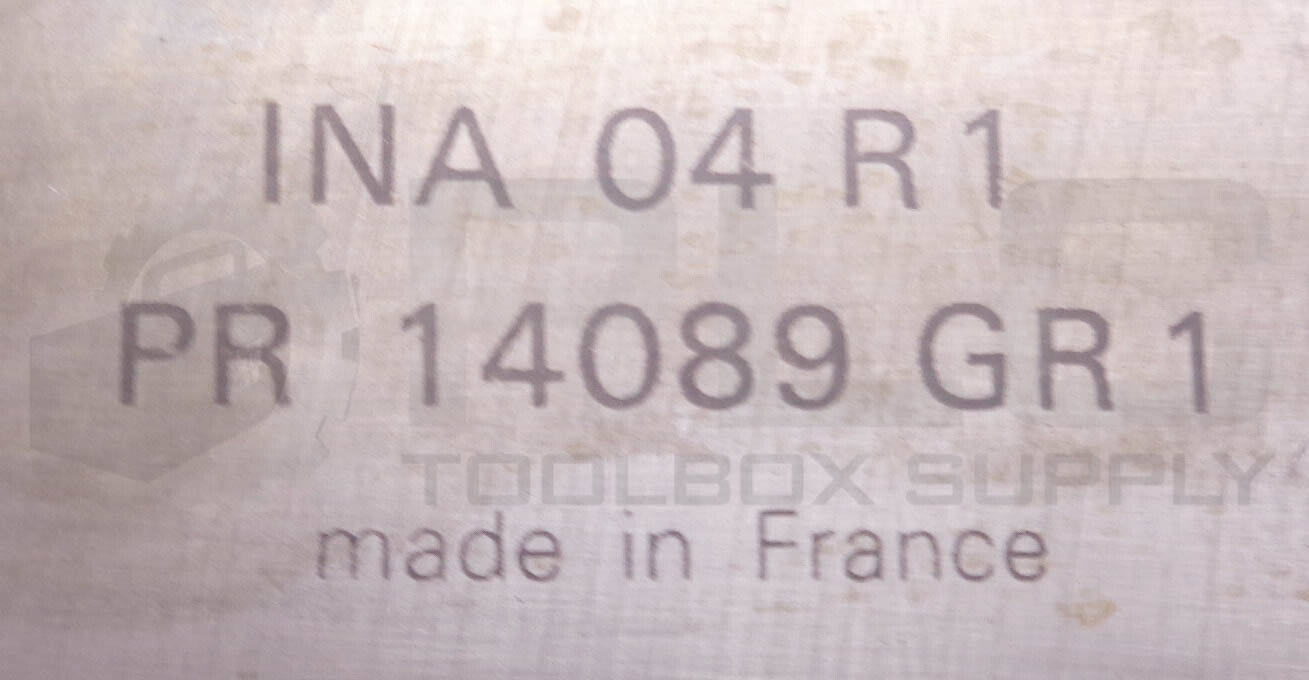 INA 04 R1
PR 14089 GR1
TOOLBOX SUPPLY
made in France